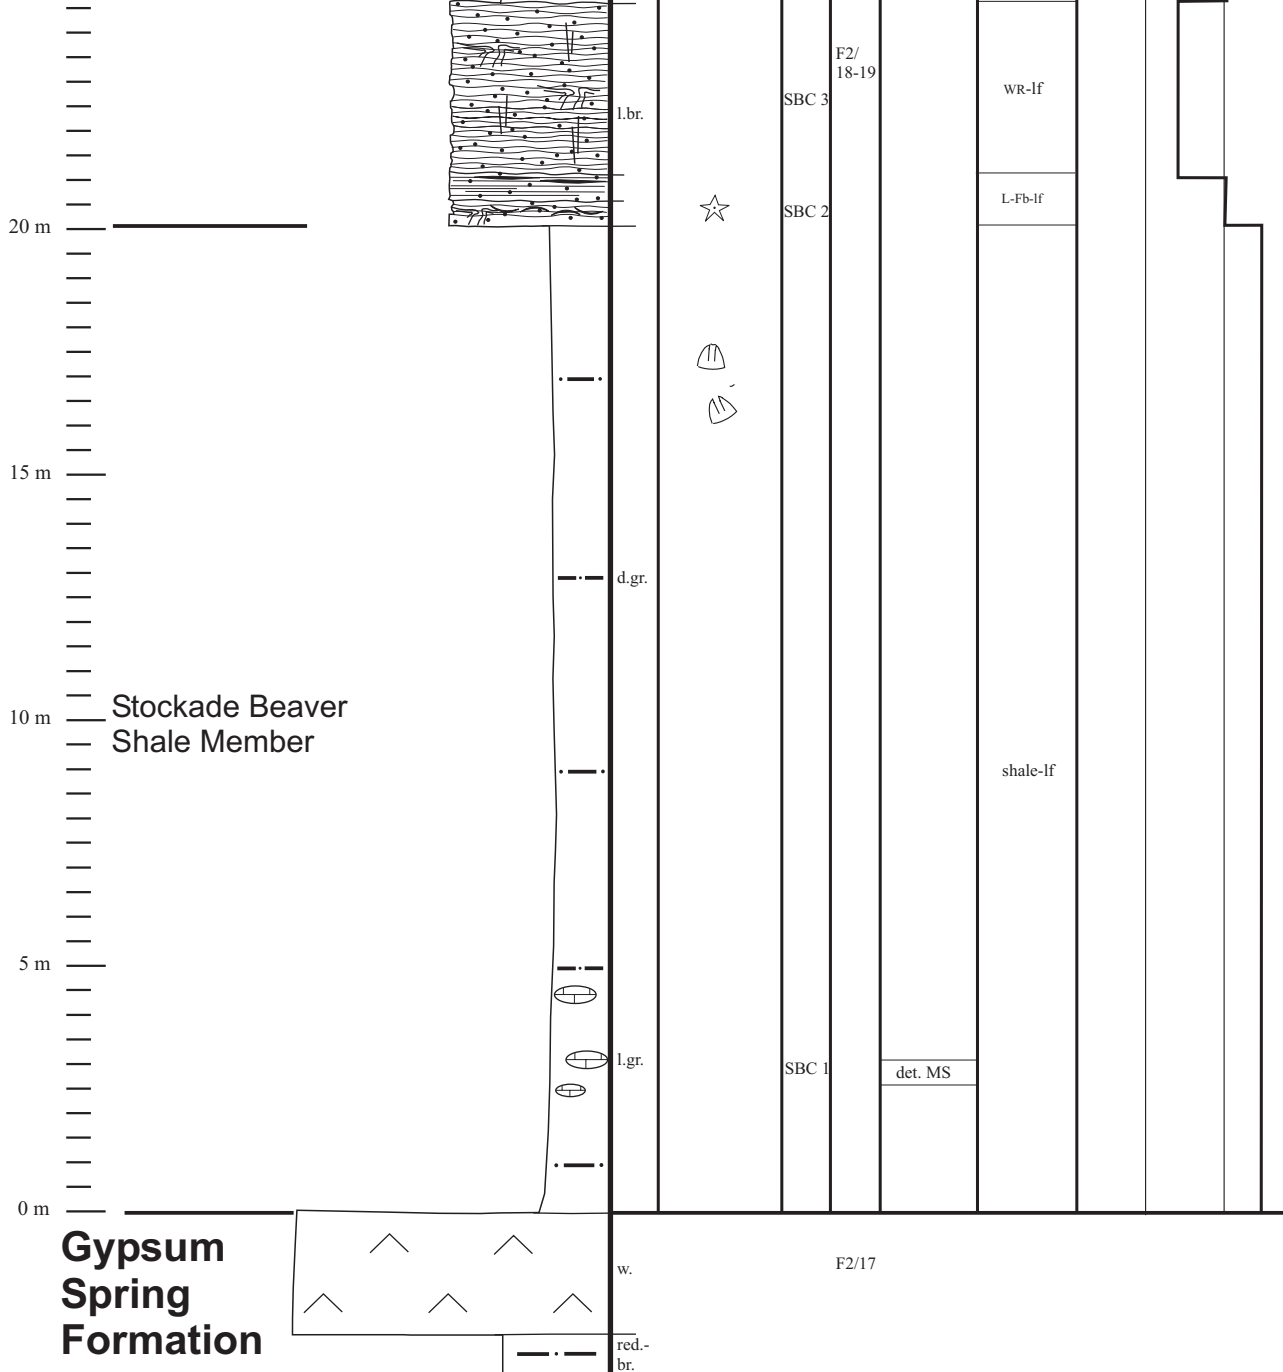 F2/
18-19
WR-lf
SBC 3
l.br.
L-Fb-lf
SBC 2
20 m
15 m
d.gr.
Stockade Beaver
Shale Member
10 m
shale-lf
5 m
l.gr.
SBC 1
det. MS
0 m
Gypsum
Spring
Formation
w.
F2/17
red.-
br.